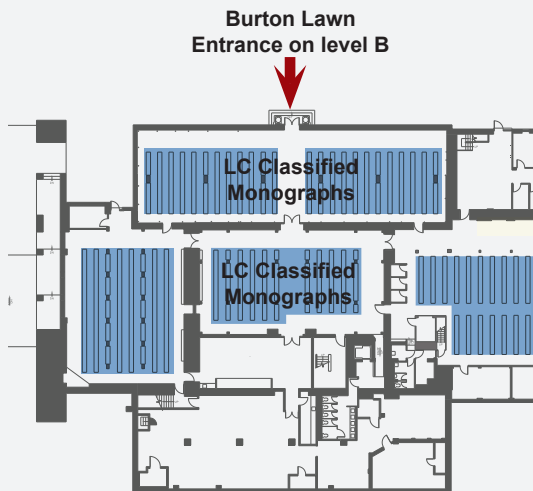 Burton Lawn
Entrance on level B
LC Classified
Monographs
LC Classified
Monographs